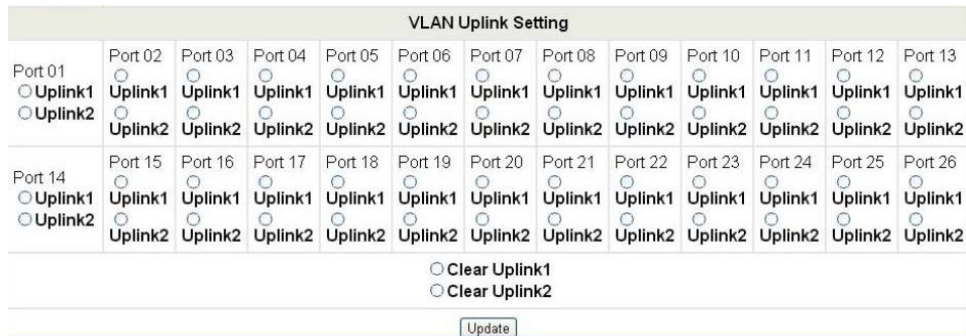 VLAN Uplink Setting
Port 01
Uplink1
Uplink2
Port 02
Uplink1
Uplink2
Port 03
Uplink1
Uplink2
Port 04
Uplink1
Uplink2
Port 05
Uplink1
Uplink2
Port 06
Uplink1
Uplink2
Port 07
Uplink1
Uplink2
Port 08
Uplink1
Uplink2
Port 09
Uplink1
Uplink2
Port 10
Uplink1
Uplink2
Port 11
Uplink1
Uplink2
Port 12
Uplink1
Uplink2
Port 13
Uplink1
Uplink2
Port 14
Uplink1
Uplink2
Port 15
Uplink1
Uplink2
Port 16
Uplink1
Uplink2
Port 17
Uplink1
Uplink2
Port 18
Uplink1
Uplink2
Port 19
Uplink1
Uplink2
Port 20
Uplink1
Uplink2
Port 21
Uplink1
Uplink2
Port 22
Uplink1
Uplink2
Port 23
Uplink1
Uplink2
Port 24
Uplink1
Uplink2
Port 25
Uplink1
Uplink2
Port 26
Uplink1
Uplink2
Clear Uplink1
Clear Uplink2
Update